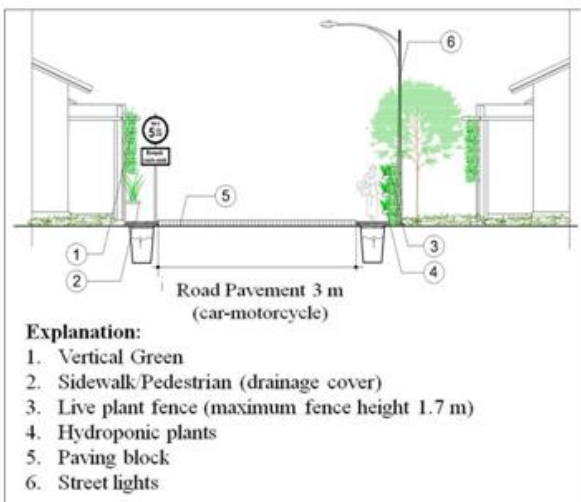 6
5
5
1
2
3
4
Road Pavement 3 m
(car-motorcycle)
Explanation:
1. Vertical Green
2. Sidewalk/Pedestrian (drainage cover)
3. Live plant fence (maximum fence height 1.7 m)
4. Hydroponic plants
5. Paving block
6. Street lights